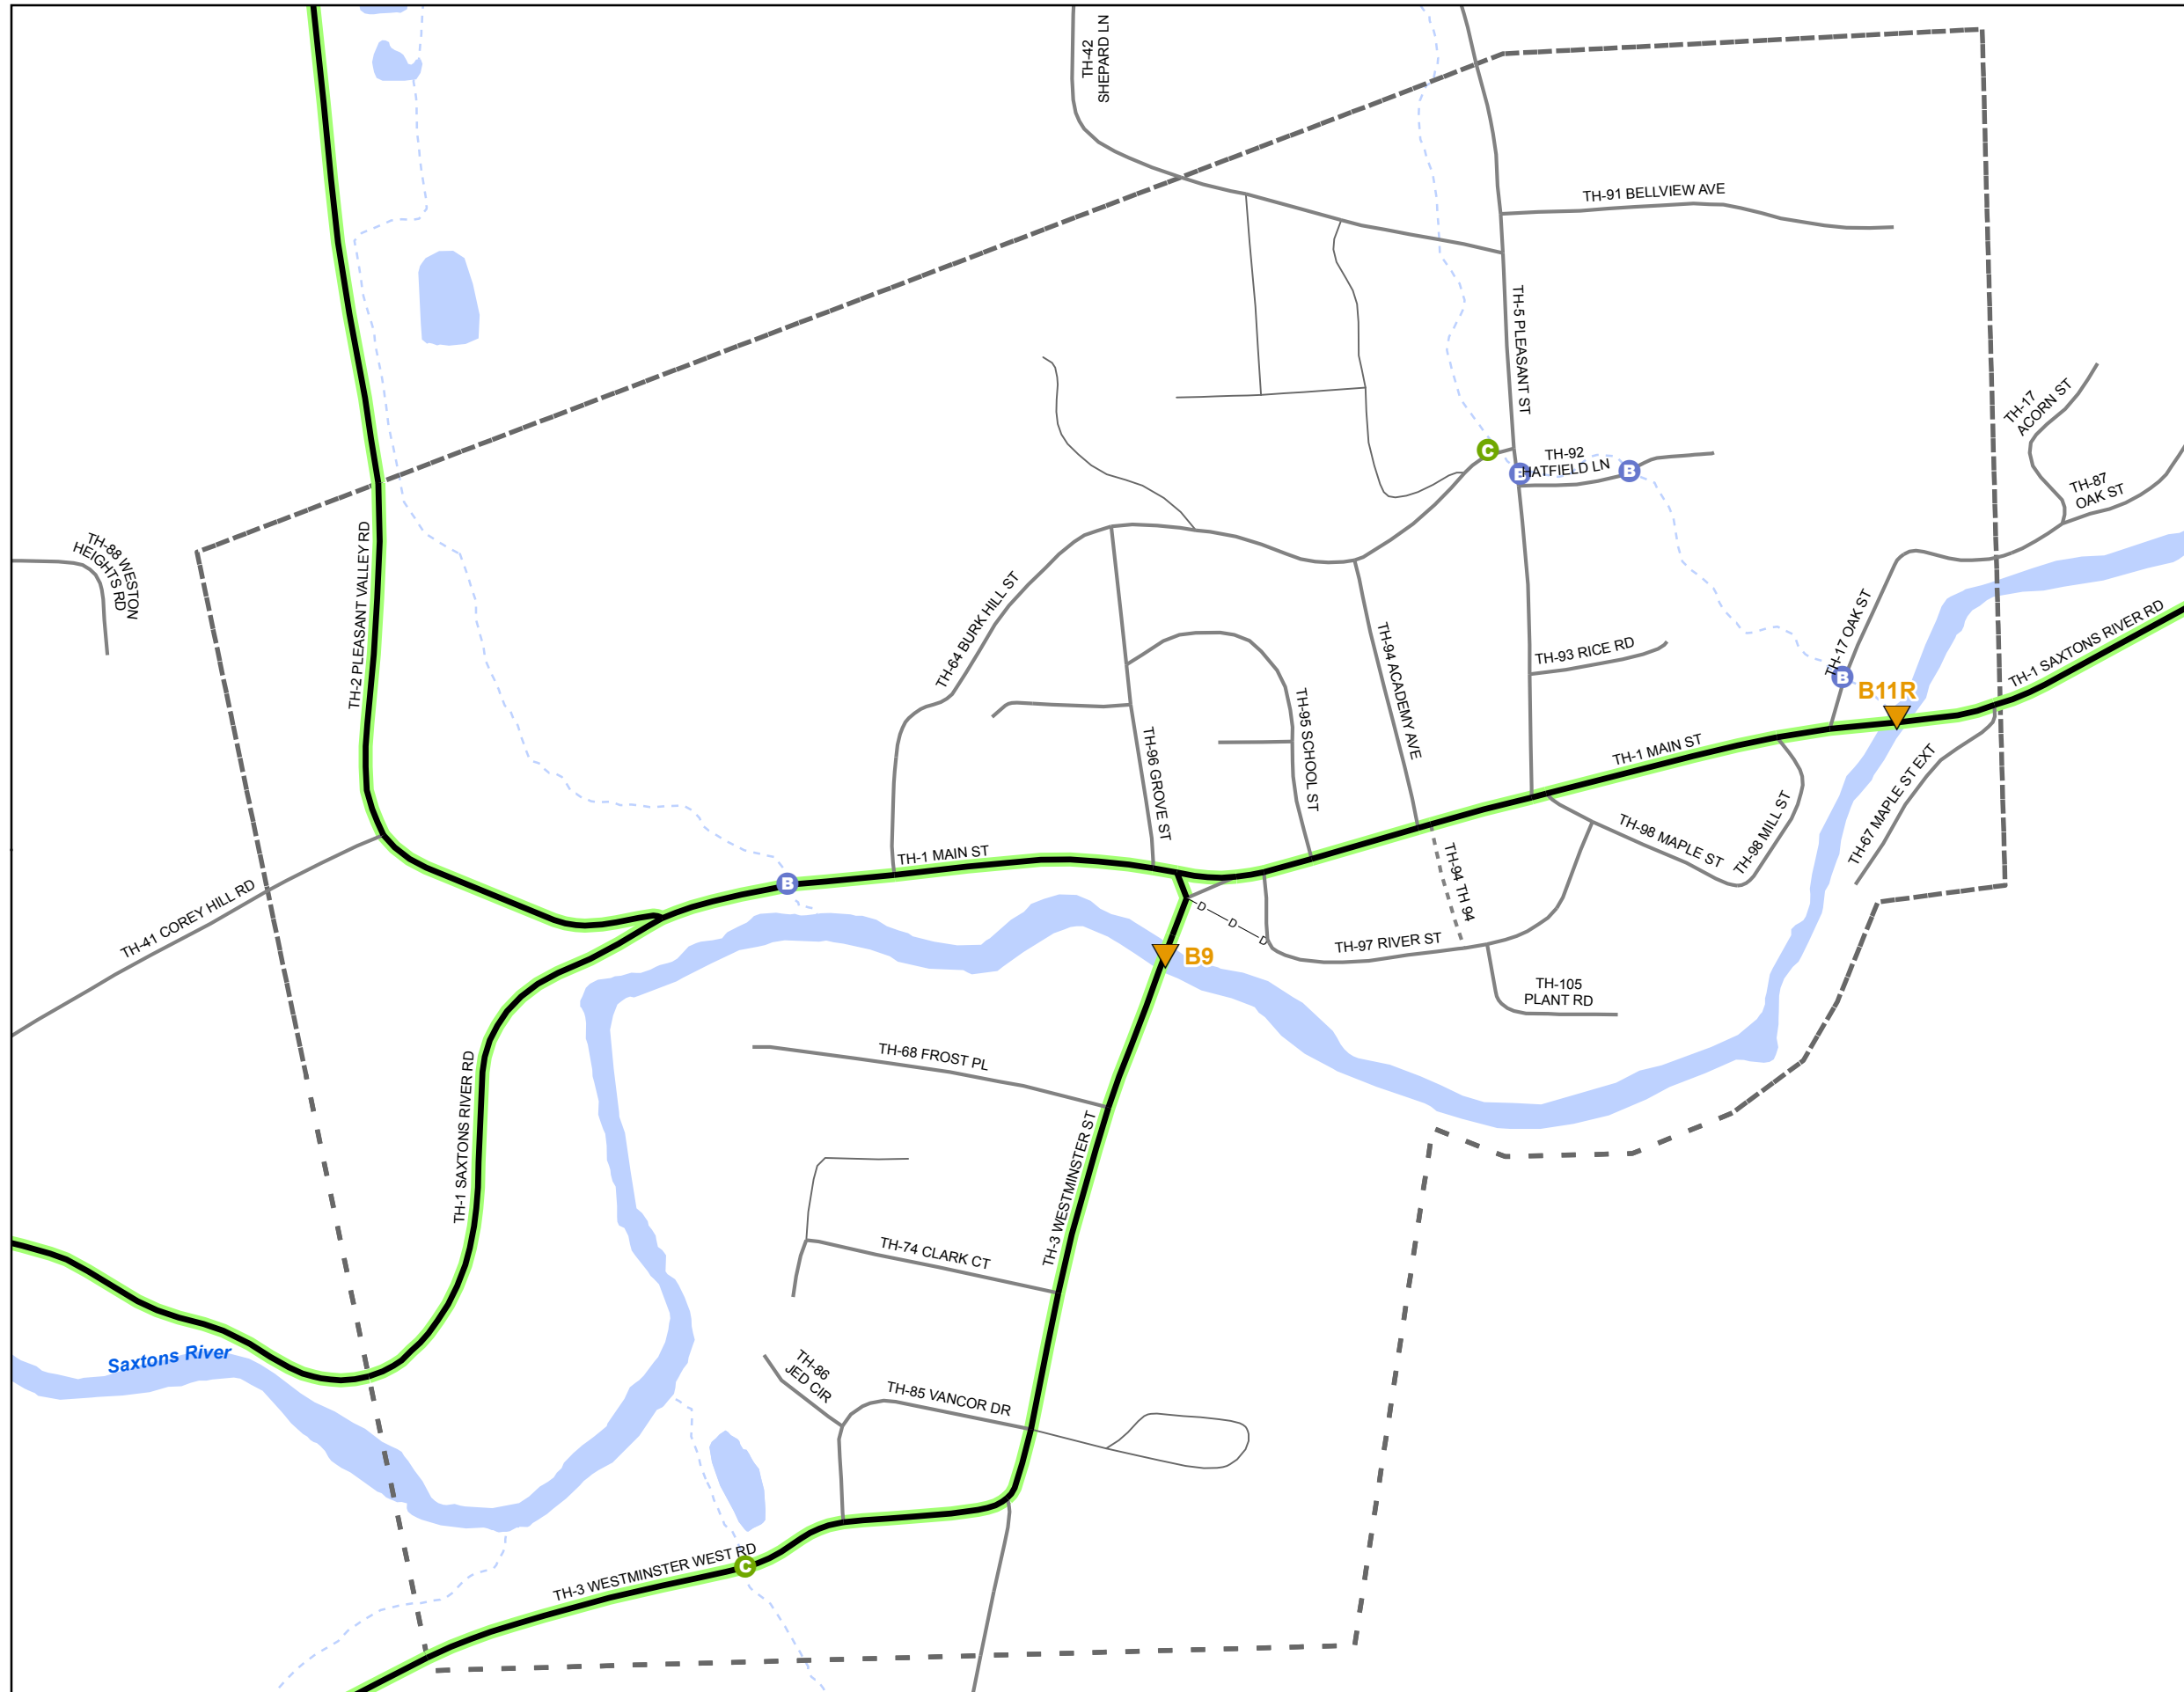 TH-42
SHEPARD LN
TH-91 BELLVIEW AVE
TH-5 PLEASANT ST
TH-17
ACORN ST
C
TH-92
HATFIELD LN
B
B
TH-87
OAK ST
TH-88 WESTON
HEIGHTS RD
TH-2 PLEASANT VALLEY RD
TH-64 BURK HILL ST
TH-94 ACADEMY AVE
TH-93 RICE RD
TH-17 OAK ST
B
B11R
TH-1 SAXTONS RIVER RD
TH-96 GROVE ST
TH-95 SCHOOL ST
TH-1 MAIN ST
TH-67 MAPLE ST EXT
TH-98 MAPLE ST
TH-98 MILL ST
TH-1 MAIN ST
B
TH-94 TH 94
TH-41 COREY HILL RD
D
D
D
TH-97 RIVER ST
B9
TH-105
PLANT RD
TH-68 FROST PL
TH-1 SAXTONS RIVER RD
TH-3 WESTMINSTER ST
TH-74 CLARK CT
Saxtons River
TH-86
JED CIR
TH-85 VANCOR DR
TH-3 WESTMINSTER WEST RD
C